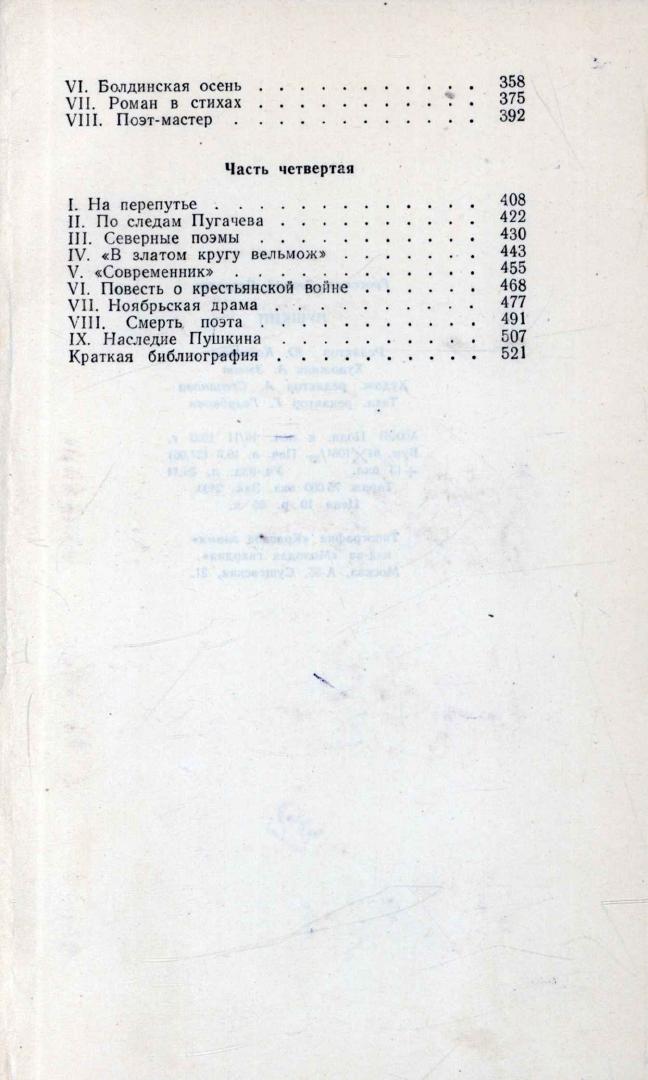 VI. Болдинская осень . . . . . . . . . . . 358
VII. Роман в стихах . . . . . . . . . . . 375
VIII. Поэт-мастер . . . . . . . . . . . . 392
Часть четвертая
I. На перепутье . . . . . . . . . . . . . 408
II. По следам Пугачева . . . . . . . . . . 422
III. Северные поэмы . . . . . . . . . . . 430
IV. «В златом кругу вельмож» . . . . . . . 443
V. «Современник» . . . . . . . . . . . . 455
VI. Повесть о крестьянской войне . . . . . . 468
VII. Ноябрьская драма . . . . . . . . . . . 477
VIII. Смерть поэта . . . . . . . . . . . 491
IX. Наследие Пушкина . . . . . . . . . . . 507
Краткая библиография . . . . . . . . . . . 521